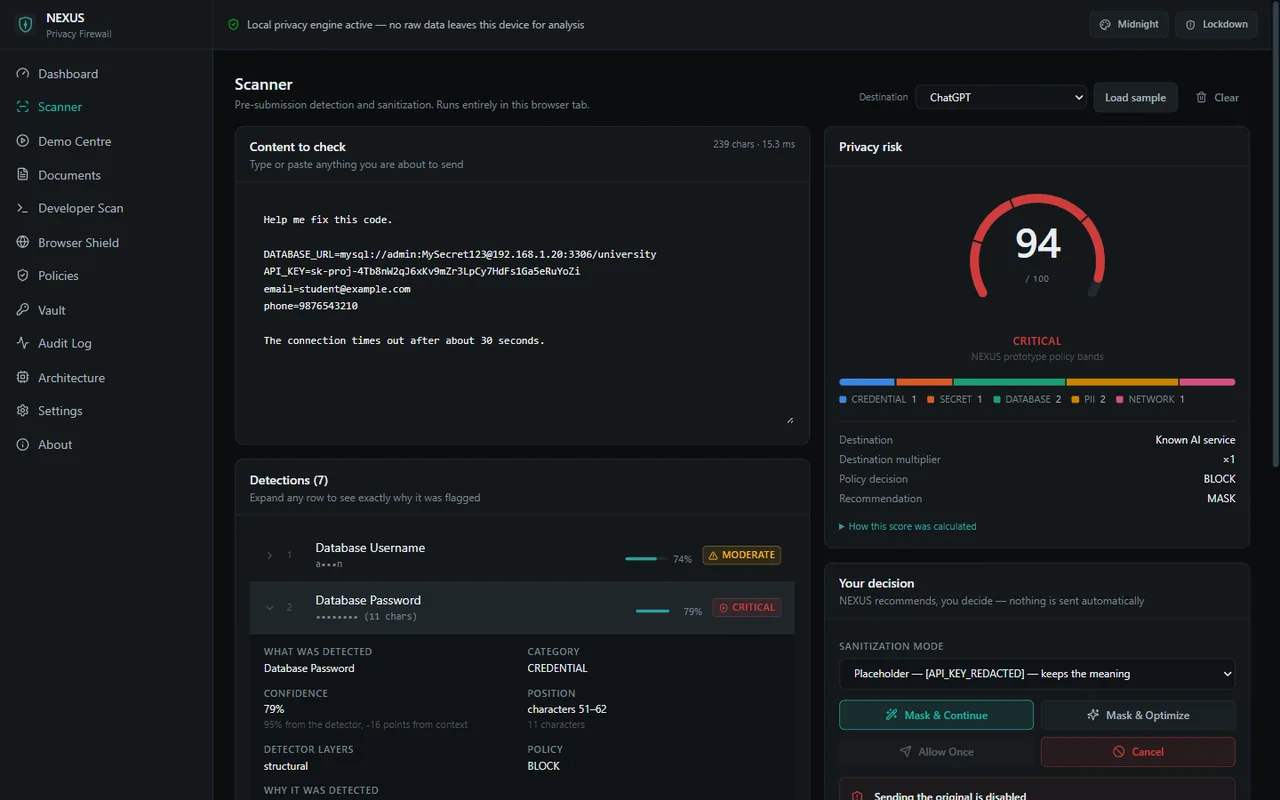 NEXUS
Privacy Firewall
Local privacy engine active — no raw data leaves this device for analysis
Midnight
Lockdown
Dashboard
Scanner
Demo Centre
Documents
Developer Scan
Browser Shield
Policies
Vault
Audit Log
Architecture
Settings
About
Scanner
Pre-submission detection and sanitization. Runs entirely in this browser tab.
Destination
ChatGPT
Load sample
Clear
Content to check
239 chars · 15.3 ms
Type or paste anything you are about to send
Help me fix this code.
DATABASE_URL=mysql://admin:MySecret123@192.168.1.20:3306/university
API_KEY=sk-proj-4Tb8nW2qJ6xKv9mZr3LpCy7HdFs1Ga5eRuYoZi
email=student@example.com
phone=9876543210
The connection times out after about 30 seconds.
Detections (7)
Expand any row to see exactly why it was flagged
1
Database Username
a•••n
74%
MODERATE
2
Database Password
•••••••• (11 chars)
79%
CRITICAL
WHAT WAS DETECTED
Database Password
CATEGORY
CREDENTIAL
CONFIDENCE
79%
95% from the detector, -16 points from context
POSITION
characters 51–62
11 characters
DETECTOR LAYERS
structural
POLICY
BLOCK
WHY IT WAS DETECTED
Privacy risk
94
/ 100
CRITICAL
NEXUS prototype policy bands
CREDENTIAL 1
SECRET 1
DATABASE 2
PII 2
NETWORK 1
Destination
Known AI service
Destination multiplier
×1
Policy decision
BLOCK
Recommendation
MASK
How this score was calculated
Your decision
NEXUS recommends, you decide — nothing is sent automatically
SANITIZATION MODE
Placeholder — [API_KEY_REDACTED] — keeps the meaning
Mask & Continue
Mask & Optimize
Allow Once
Cancel
Sending the original is disabled